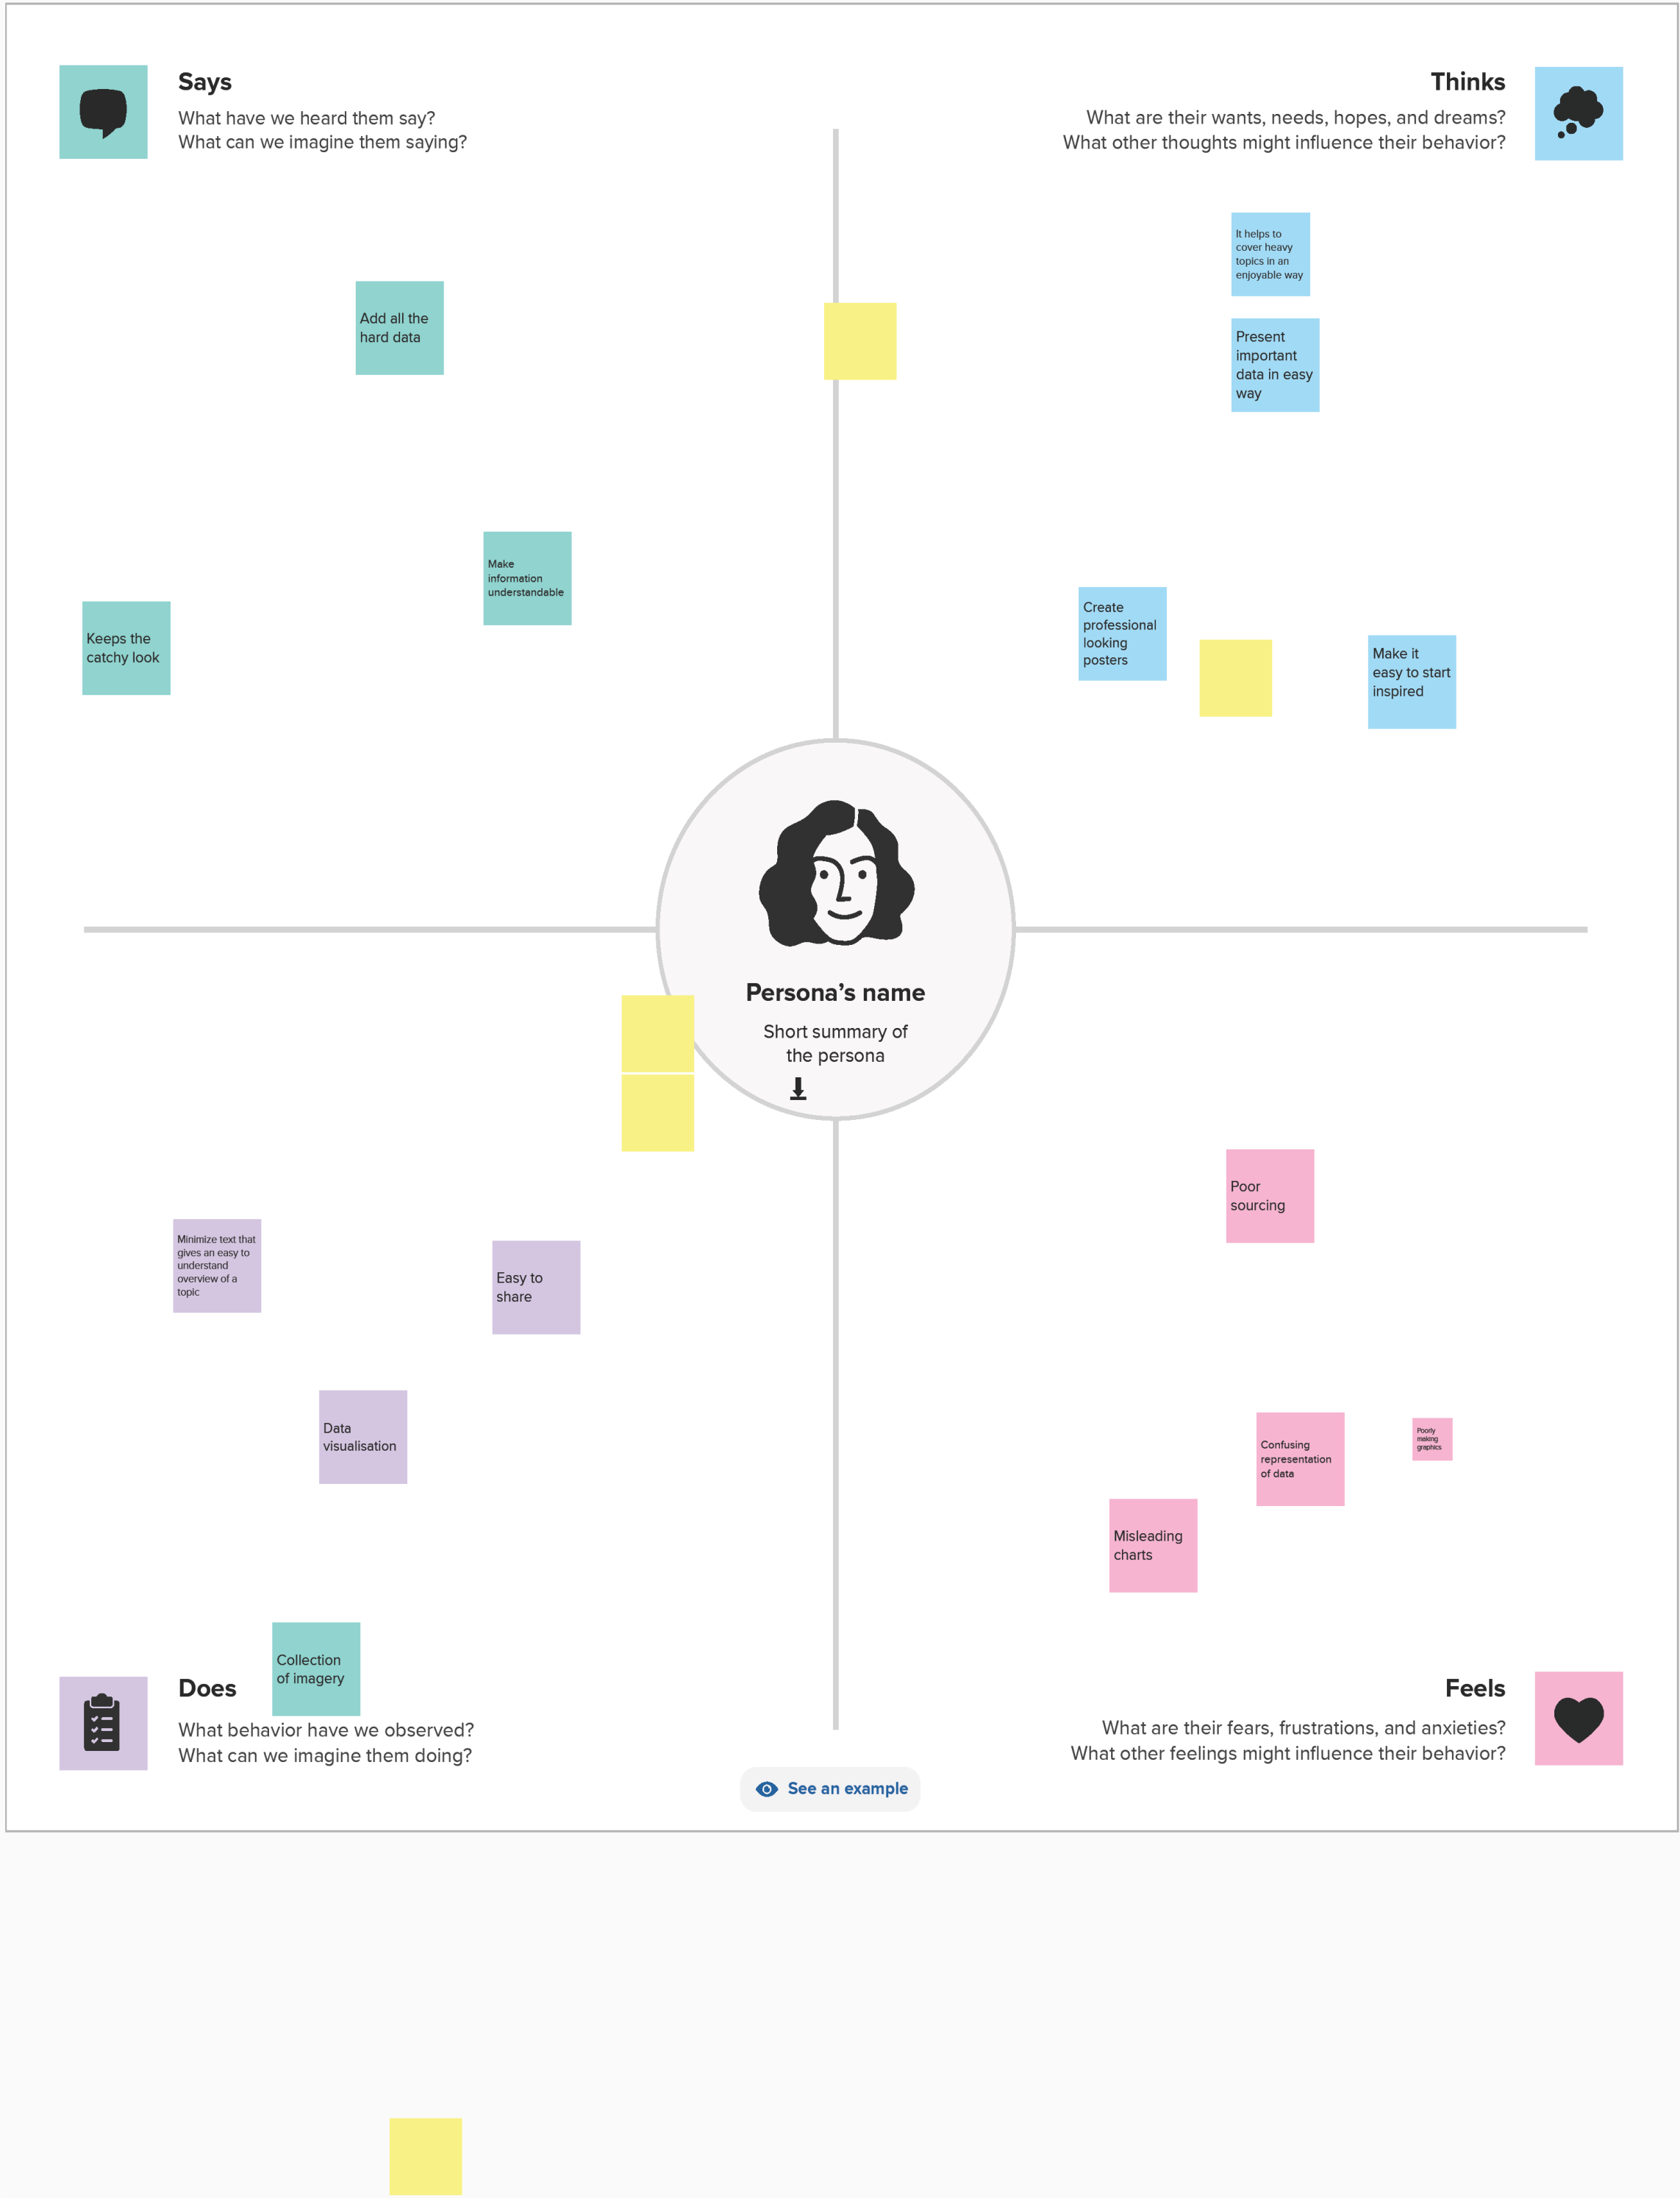 Says
What have we heard them say?
What can we imagine them saying?
Thinks
What are their wants, needs, hopes, and dreams?
What other thoughts might influence their behavior?
It helps to
cover heavy
topics in an
enjoyable way
Add all the
hard data
Present
important
data in easy
way
Make
information
understandable
Keeps the
catchy look
Create
professional
looking
posters
Make it
easy to start
inspired
Persona’s name
Short summary of
the persona
Poor
sourcing
Minimize text that
gives an easy to
understand
overview of a
topic
Easy to
share
Data
visualisation
Confusing
representation
of data
Poorly
making
graphics
Misleading
charts
Collection
of imagery
Does
What behavior have we observed?
What can we imagine them doing?
Feels
What are their fears, frustrations, and anxieties?
What other feelings might influence their behavior?
See an example